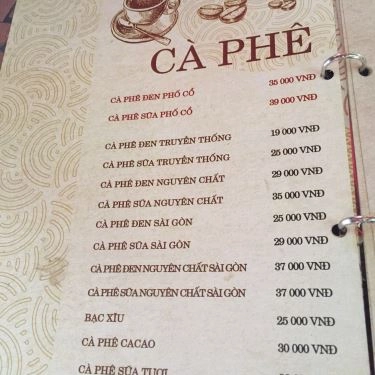 CÀ PHÊ
CÀ PHÊ ĐEN PHỐ CỔ 35 000 VNĐ
CÀ PHÊ SỮA PHỐ CỔ 39 000 VNĐ
CÀ PHÊ ĐEN TRUYỀN THỐNG 19 000 VNĐ
CÀ PHÊ SỮA TRUYỀN THỐNG 25 000 VNĐ
CÀ PHÊ ĐEN NGUYÊN CHẤT 29 000 VNĐ
CÀ PHÊ SỮA NGUYÊN CHẤT 35 000 VNĐ
CÀ PHÊ ĐEN SÀI GÒN 25 000 VNĐ
CÀ PHÊ SỮA SÀI GÒN 29 000 VNĐ
CÀ PHÊ ĐEN NGUYÊN CHẤT SÀI GÒN 37 000 VNĐ
CÀ PHÊ SỮA NGUYÊN CHẤT SÀI GÒN 37 000 VNĐ
BẠC XỈU 25 000 VNĐ
CÀ PHÊ CACAO 30 000 VNĐ
CÀ PHÊ SỮA TƯƠI 28 000 VNĐ